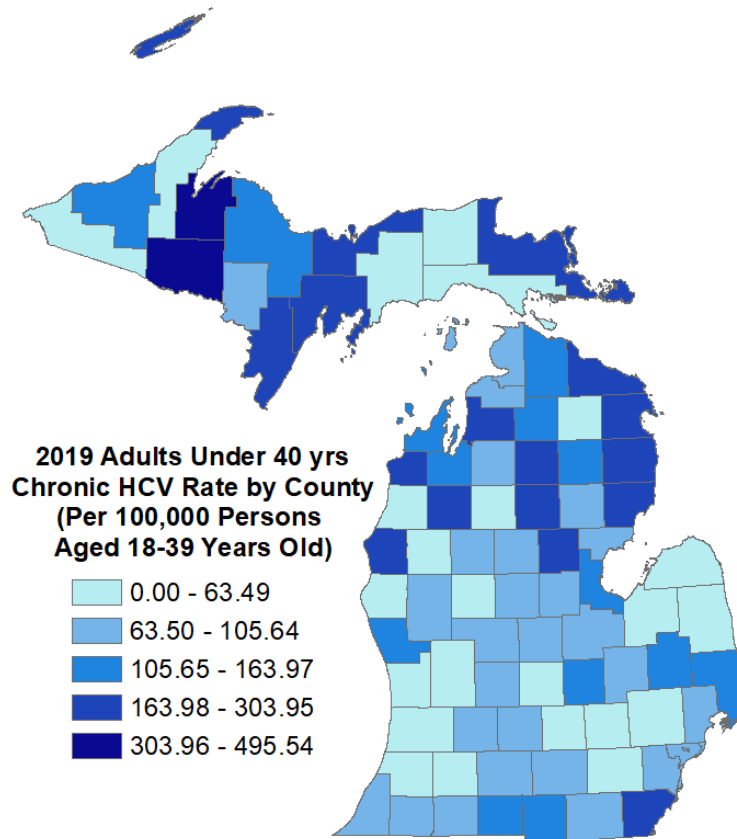 2019 Adults Under 40 yrs
Chronic HCV Rate by County
(Per 100,000 Persons
Aged 18-39 Years Old)
0.00 - 63.49
63.50 - 105.64
105.65 - 163.97
163.98 - 303.95
303.96 - 495.54